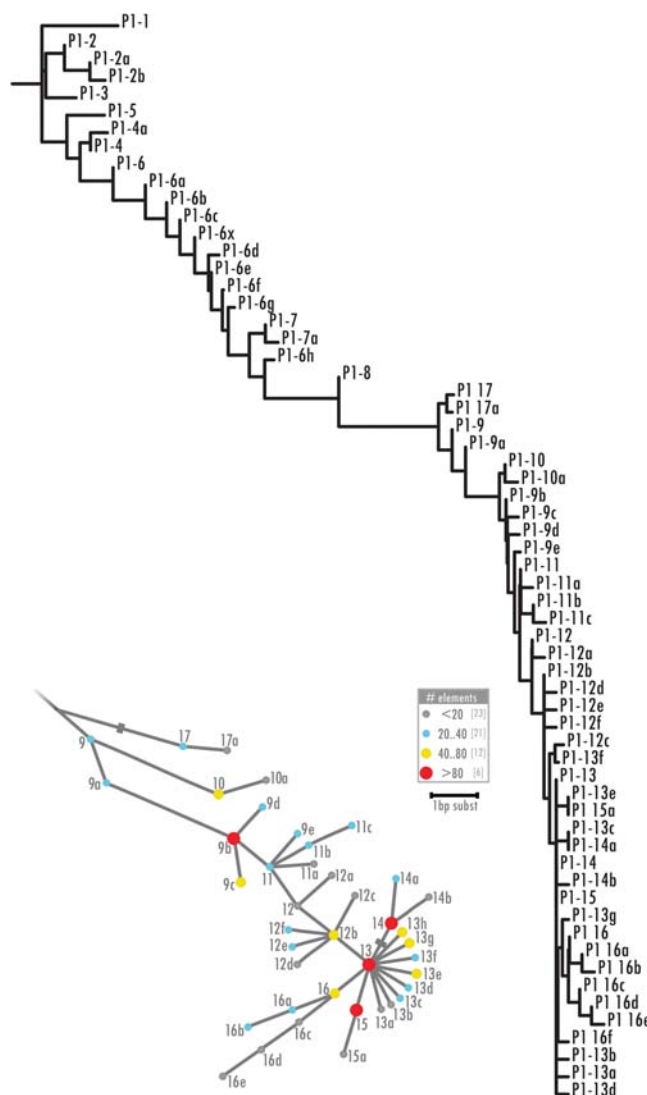 P1-1
P1-2
P1-2a
P1-2b
P1-3
P1-5
P1-4a
P1-4
P1-6
P1-6a
P1-6b
P1-6c
P1-6x
P1-6d
P1-6e
P1-6f
P1-6g
P1-7
P1-7a
P1-6h
P1-8
P1 17
P1 17a
P1-9
P1-9a
P1-10
P1-10a
P1-9b
P1-9c
P1-9d
P1-9e
P1-11
P1-11a
P1-11b
P1-11c
P1-12
P1-12a
P1-12b
P1-12d
P1-12e
P1-12f
P1-12c
P1-13f
P1-13
P1-13e
P1 15a
P1-13c
P1-14a
P1-14
P1-14b
P1-15
P1-13g
P1 16
P1 16a
P1 16b
P1 16c
P1 16d
P1 16e
P1 16f
P1-13b
P1-13a
P1-13d
# elements
<20 [23]
20..40 [21]
40..80 [12]
>80 [6]
1bp subst
9
17
17a
9a
10
10a
9d
9b
9e
11c
11b
9c
11
11a
12a
12
12c
14a
14b
12f
12b
14
13h
12e
13g
12d
13
13f
13e
16
13d
16a
13c
16b
15
13a
13b
16c
16d
15a
16e